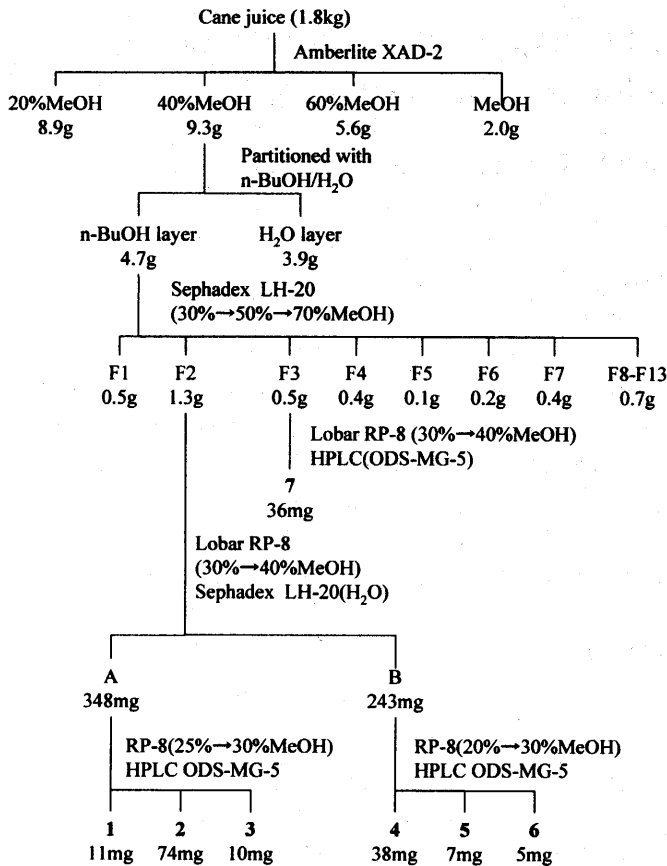 Cane juice (1.8kg)
Amberlite XAD-2
20%MeOH 40%MeOH 60%MeOH MeOH
8.9g 9.3g 5.6g 2.0g
Partitioned with
n-BuOH/H₂O
n-BuOH layer H₂O layer
4.7g 3.9g
Sephadex LH-20
(30%→50%→70%MeOH)
F1 F2 F3 F4 F5 F6 F7 F8-F13
0.5g 1.3g 0.5g 0.4g 0.1g 0.2g 0.4g 0.7g
Lobar RP-8 (30%→40%MeOH)
HPLC(ODS-MG-5)
7
36mg
Lobar RP-8
(30%→40%MeOH)
Sephadex LH-20(H₂O)
A B
348mg 243mg
RP-8(25%→30%MeOH) RP-8(20%→30%MeOH)
HPLC ODS-MG-5 HPLC ODS-MG-5
1 2 3 4 5 6
11mg 74mg 10mg 38mg 7mg 5mg